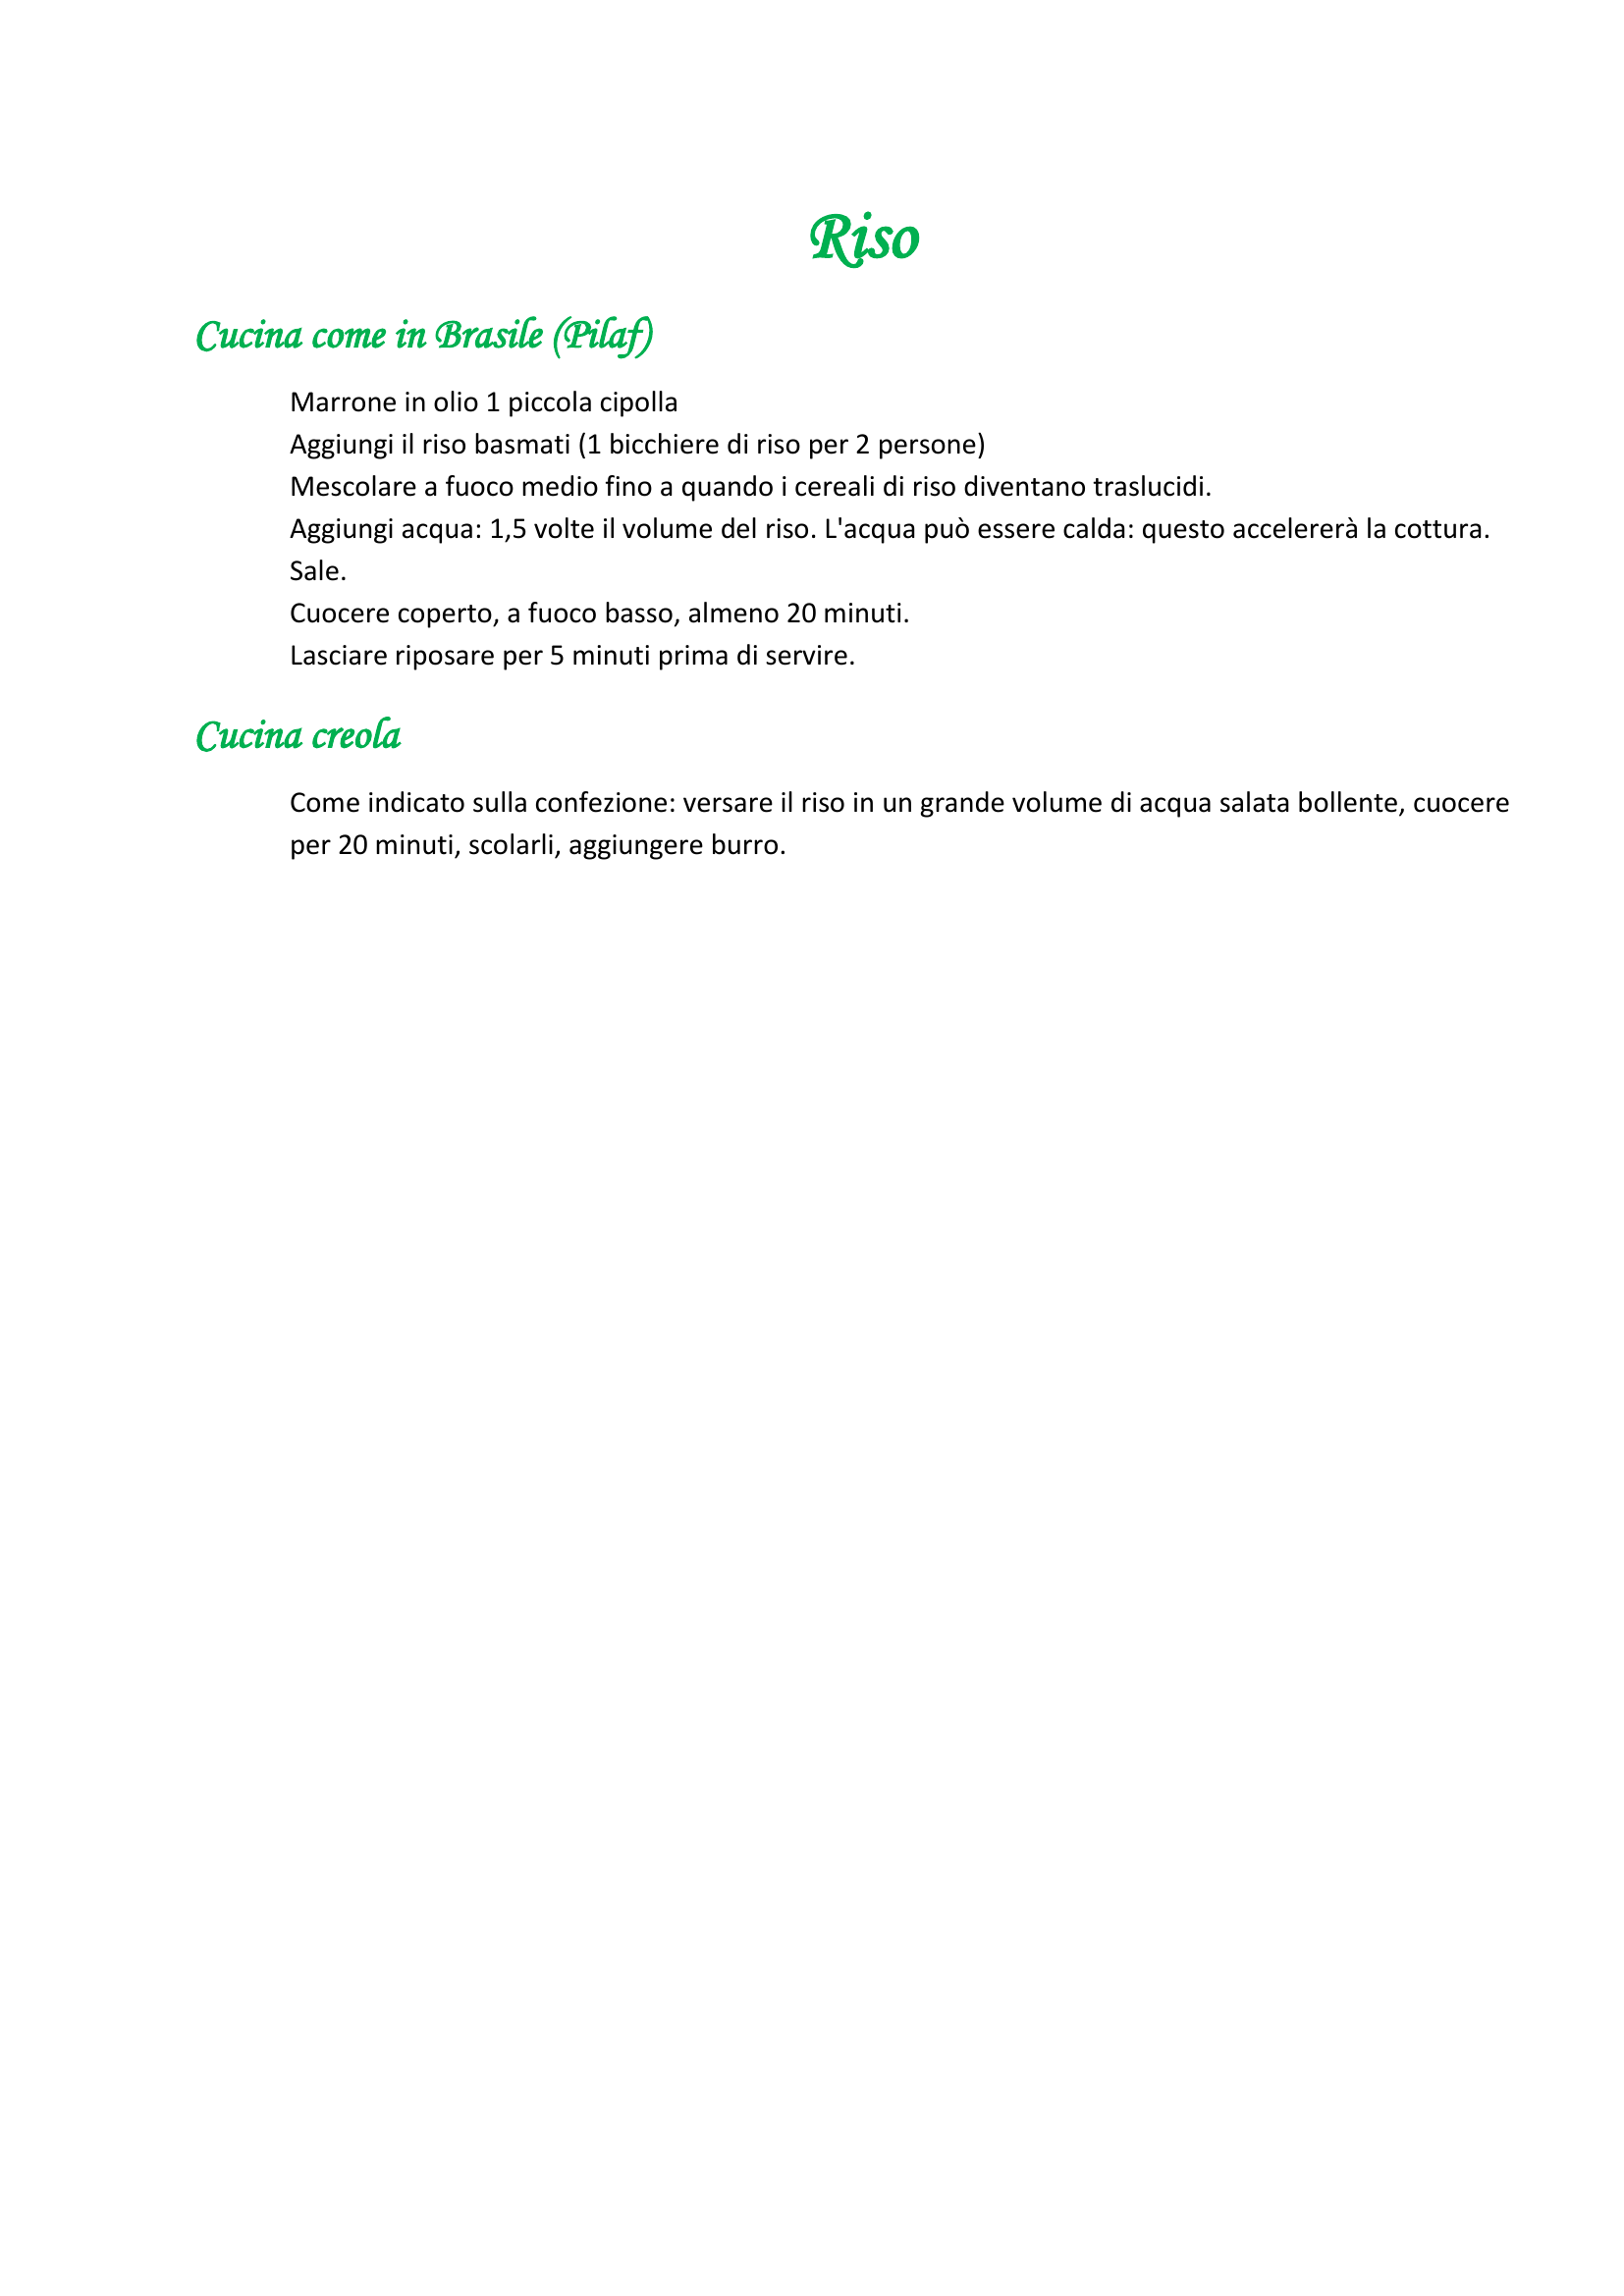 Riso
Cucina come in Brasile (Pilaf)
Marrone in olio 1 piccola cipolla
Aggiungi il riso basmati (1 bicchiere di riso per 2 persone)
Mescolare a fuoco medio fino a quando i cereali di riso diventano traslucidi.
Aggiungi acqua: 1,5 volte il volume del riso. L'acqua può essere calda: questo accelererà la cottura.
Sale.
Cuocere coperto, a fuoco basso, almeno 20 minuti.
Lasciare riposare per 5 minuti prima di servire.
Cucina creola
Come indicato sulla confezione: versare il riso in un grande volume di acqua salata bollente, cuocere
per 20 minuti, scolarli, aggiungere burro.